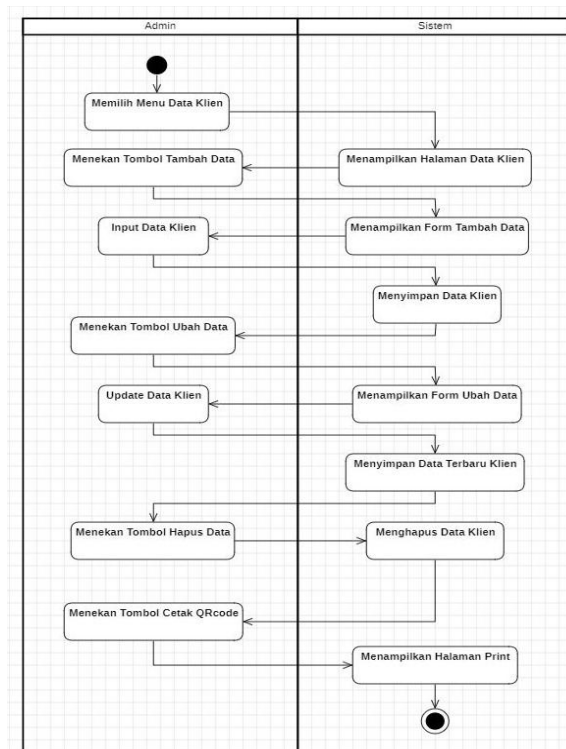 Admin
Sistem
Memilih Menu Data Klien
Menekan Tombol Tambah Data
Menampilkan Halaman Data Klien
Input Data Klien
Menampilkan Form Tambah Data
Menyimpan Data Klien
Menekan Tombol Ubah Data
Update Data Klien
Menampilkan Form Ubah Data
Menyimpan Data Terbaru Klien
Menekan Tombol Hapus Data
Menghapus Data Klien
Menekan Tombol Cetak QRcode
Menampilkan Halaman Print